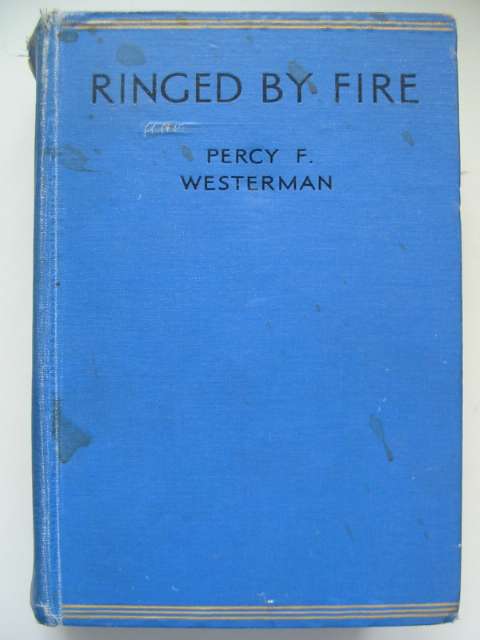 RINGED BY FIRE
PERCY F.
WESTERMAN